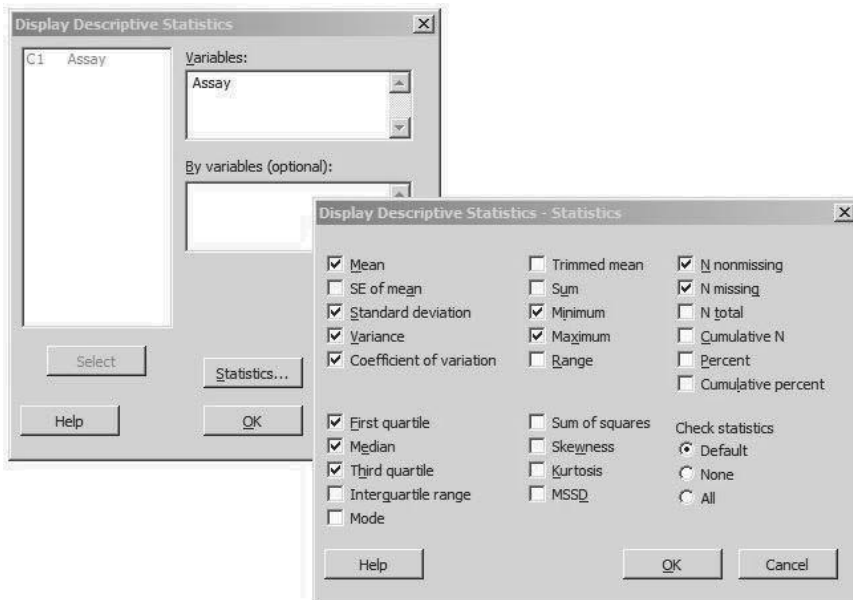 Display Descriptive Statistics
C1 Assay
Variables:
Assay
By variables (optional):
Select
Statistics...
Help
OK
Display Descriptive Statistics - Statistics
Mean
SE of mean
Standard deviation
Variance
Coefficient of variation
First quartile
Median
Third quartile
Interquartile range
Mode
Trimmed mean
Sum
Minimum
Maximum
Range
Sum of squares
Skewness
Kurtosis
MSSD
N nonmissing
N missing
N total
Cumulative N
Percent
Cumulative percent
Check statistics
Default
None
All
Help
OK
Cancel